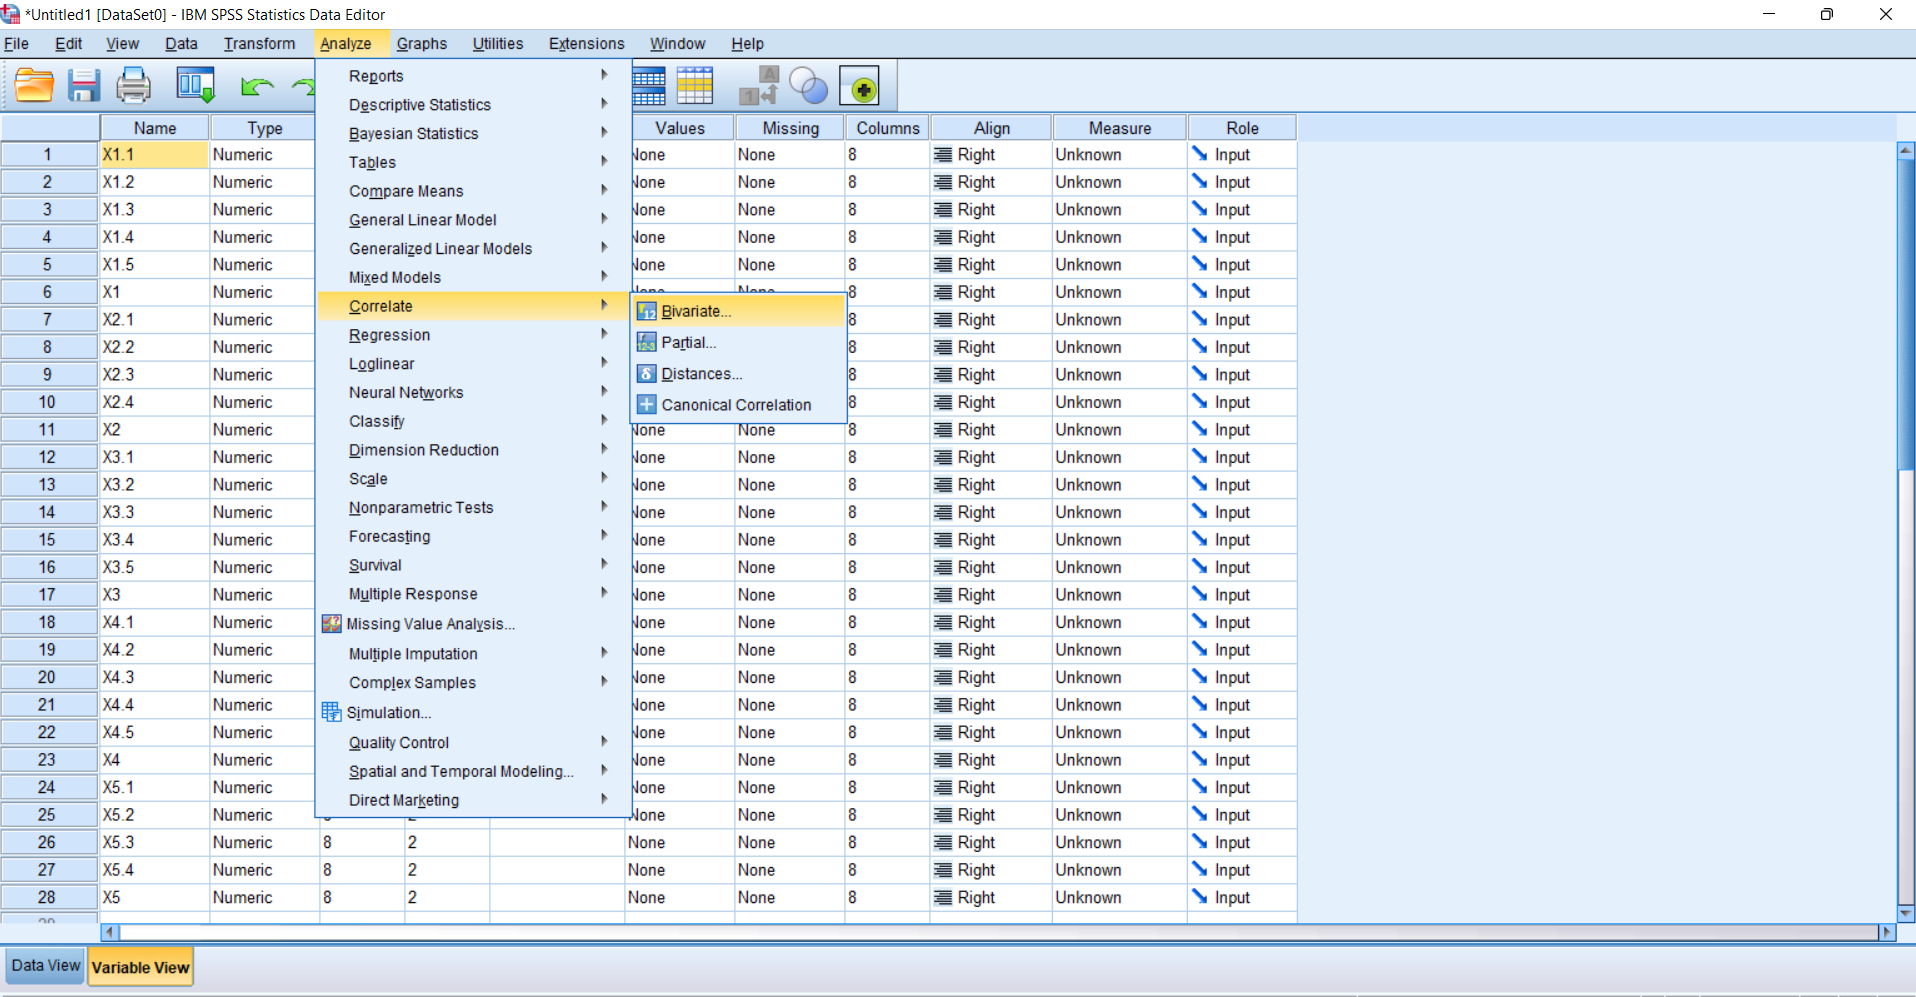 *Untitled1 [DataSet0] - IBM SPSS Statistics Data Editor
File Edit View Data Transform Analyze Graphs Utilities Extensions Window Help
Name Type Values Missing Columns Align Measure Role
1 X1.1 Numeric None None 8 Right Unknown Input
2 X1.2 Numeric None None 8 Right Unknown Input
3 X1.3 Numeric None None 8 Right Unknown Input
4 X1.4 Numeric None None 8 Right Unknown Input
5 X1.5 Numeric None None 8 Right Unknown Input
6 X1 Numeric None None 8 Right Unknown Input
7 X2.1 Numeric 8 Right Unknown Input
8 X2.2 Numeric 8 Right Unknown Input
9 X2.3 Numeric 8 Right Unknown Input
10 X2.4 Numeric 8 Right Unknown Input
11 X2 Numeric None None 8 Right Unknown Input
12 X3.1 Numeric None None 8 Right Unknown Input
13 X3.2 Numeric None None 8 Right Unknown Input
14 X3.3 Numeric None None 8 Right Unknown Input
15 X3.4 Numeric None None 8 Right Unknown Input
16 X3.5 Numeric None None 8 Right Unknown Input
17 X3 Numeric None None 8 Right Unknown Input
18 X4.1 Numeric None None 8 Right Unknown Input
19 X4.2 Numeric None None 8 Right Unknown Input
20 X4.3 Numeric None None 8 Right Unknown Input
21 X4.4 Numeric None None 8 Right Unknown Input
22 X4.5 Numeric None None 8 Right Unknown Input
23 X4 Numeric None None 8 Right Unknown Input
24 X5.1 Numeric None None 8 Right Unknown Input
25 X5.2 Numeric None None 8 Right Unknown Input
26 X5.3 Numeric 8 2 None None 8 Right Unknown Input
27 X5.4 Numeric 8 2 None None 8 Right Unknown Input
28 X5 Numeric 8 2 None None 8 Right Unknown Input
Reports
Descriptive Statistics
Bayesian Statistics
Tables
Compare Means
General Linear Model
Generalized Linear Models
Mixed Models
Correlate
Regression
Loglinear
Neural Networks
Classify
Dimension Reduction
Scale
Nonparametric Tests
Forecasting
Survival
Multiple Response
Missing Value Analysis...
Multiple Imputation
Complex Samples
Simulation...
Quality Control
Spatial and Temporal Modeling...
Direct Marketing
Bivariate...
Partial...
Distances...
Canonical Correlation
Data View Variable View